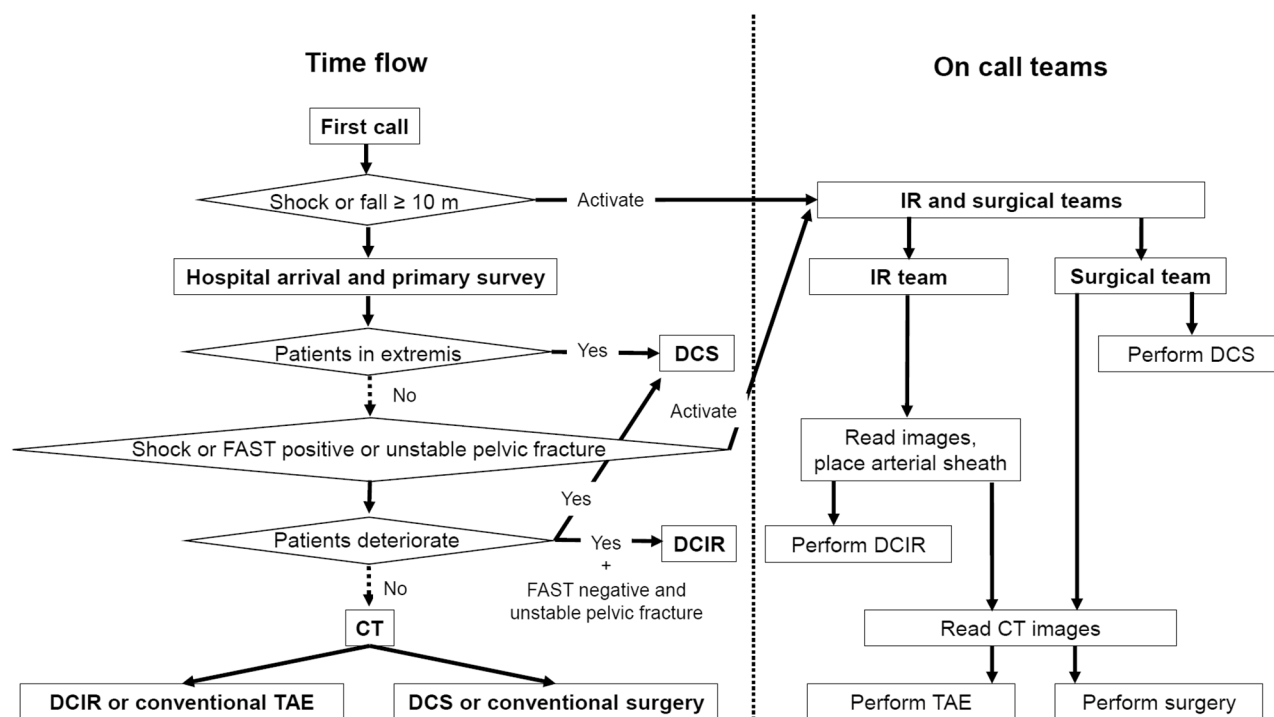 Time flow
On call teams
First call
Shock or fall ≥ 10 m
Activate
IR and surgical teams
Hospital arrival and primary survey
IR team
Surgical team
Patients in extremis
Yes
DCS
Perform DCS
No
Activate
Shock or FAST positive or unstable pelvic fracture
Read images,
place arterial sheath
Yes
Patients deteriorate
Yes
+
FAST negative and
unstable pelvic fracture
DCIR
Perform DCIR
No
CT
Read CT images
DCIR or conventional TAE
DCS or conventional surgery
Perform TAE
Perform surgery